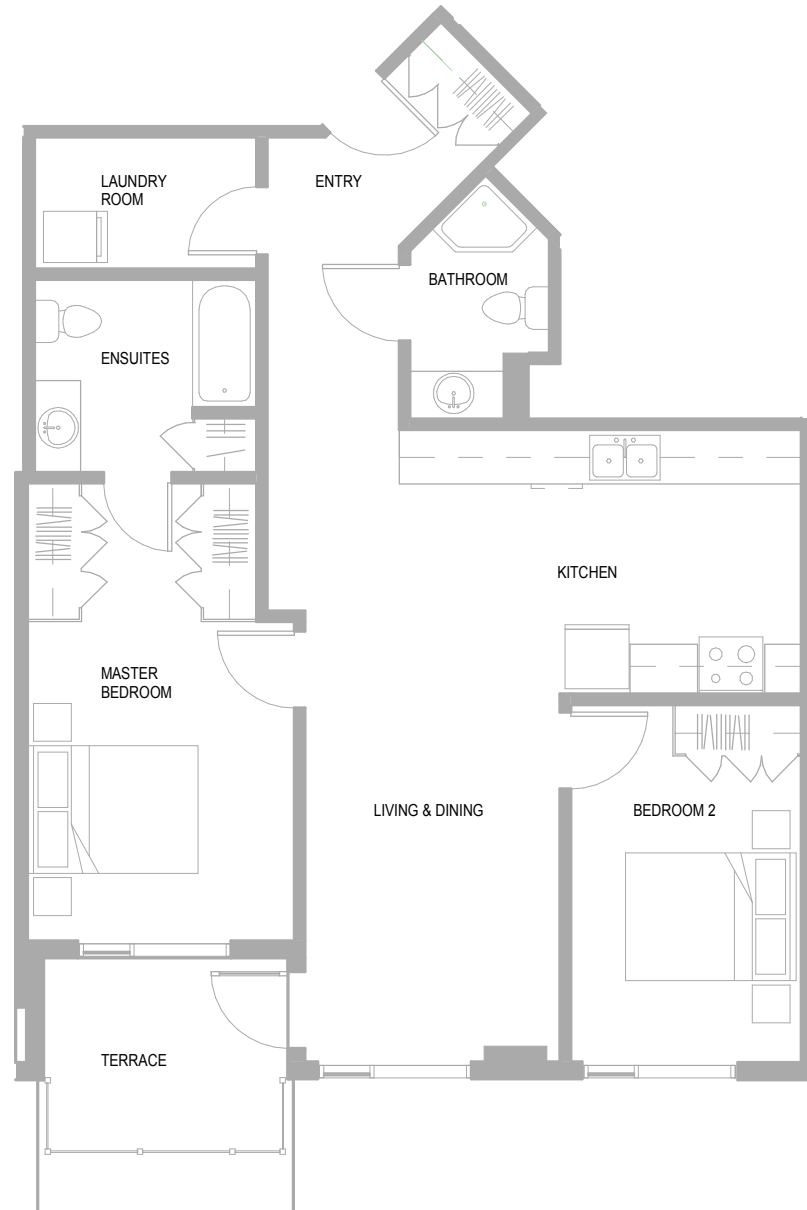 LAUNDRY
ROOM
ENTRY
BATHROOM
ENSUITES
KITCHEN
MASTER
BEDROOM
LIVING & DINING
BEDROOM 2
TERRACE